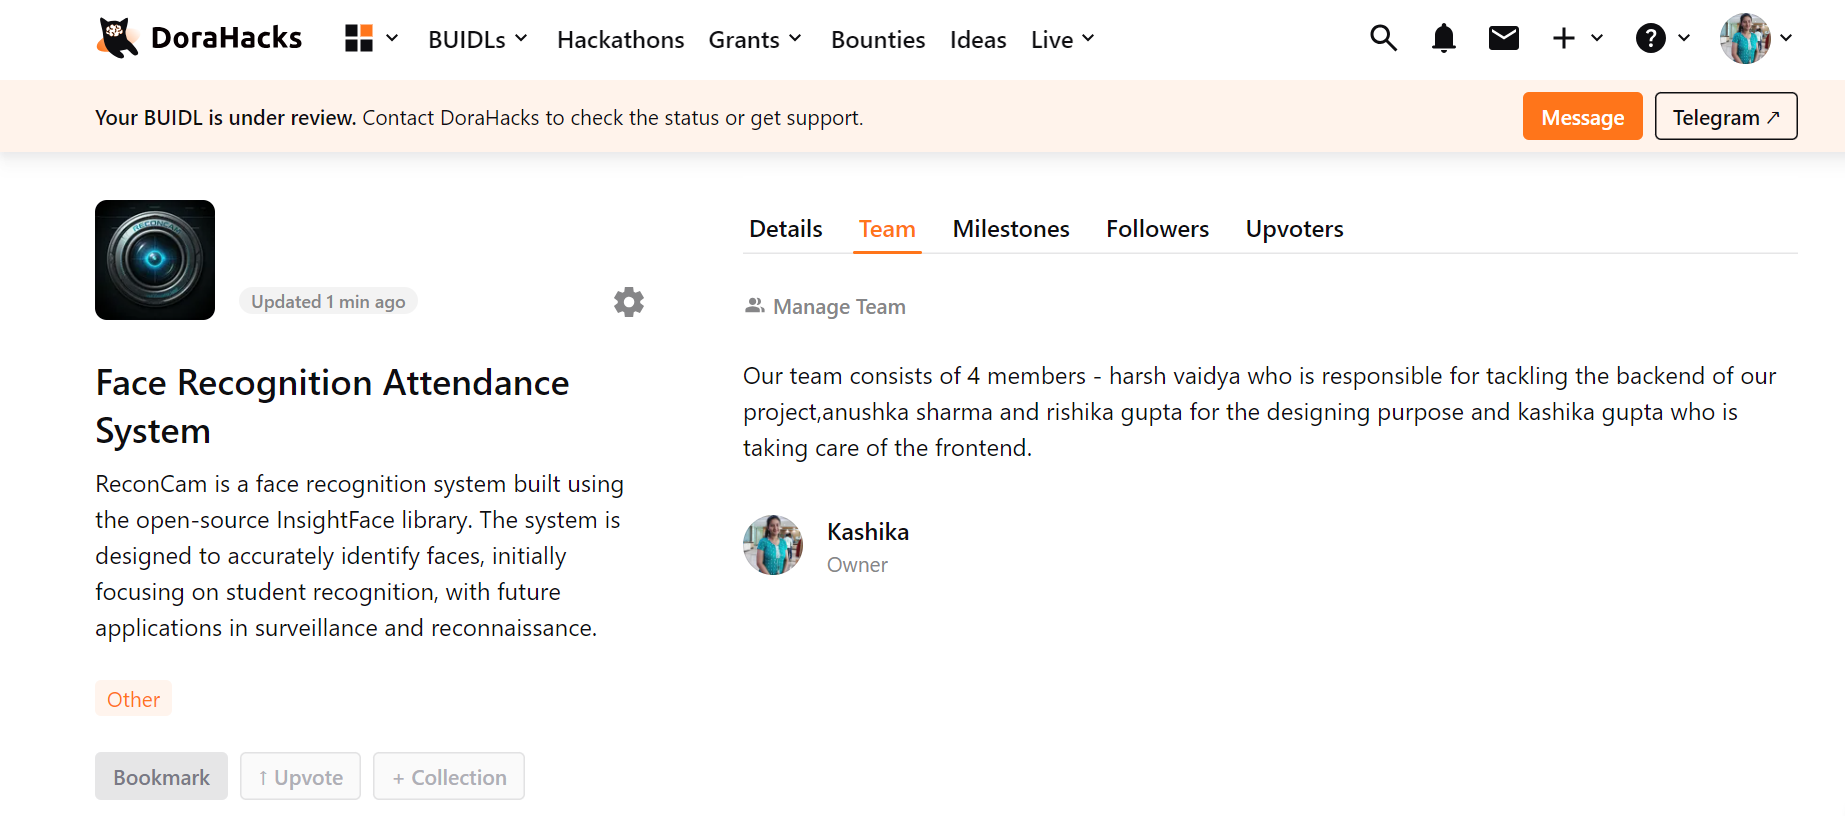 DoraHacks
BUIDLs
Hackathons
Grants
Bounties
Ideas
Live
Your BUIDL is under review. Contact DoraHacks to check the status or get support.
Message
Telegram ↗
RECONCAM
Updated 1 min ago
Face Recognition Attendance
System
ReconCam is a face recognition system built using
the open-source InsightFace library. The system is
designed to accurately identify faces, initially
focusing on student recognition, with future
applications in surveillance and reconnaissance.
Other
Bookmark
↑ Upvote
+ Collection
Details
Team
Milestones
Followers
Upvoters
Manage Team
Our team consists of 4 members - harsh vaidya who is responsible for tackling the backend of our
project,anushka sharma and rishika gupta for the designing purpose and kashika gupta who is
taking care of the frontend.
Kashika
Owner